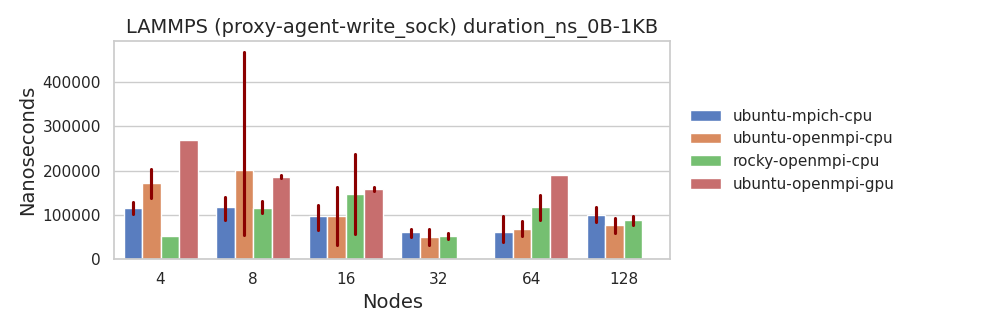 LAMMPS (proxy-agent-write_sock) duration_ns_0B-1KB
Nanoseconds
400000
300000
200000
100000
0
4 8 16 32 64 128
Nodes
ubuntu-mpich-cpu
ubuntu-openmpi-cpu
rocky-openmpi-cpu
ubuntu-openmpi-gpu